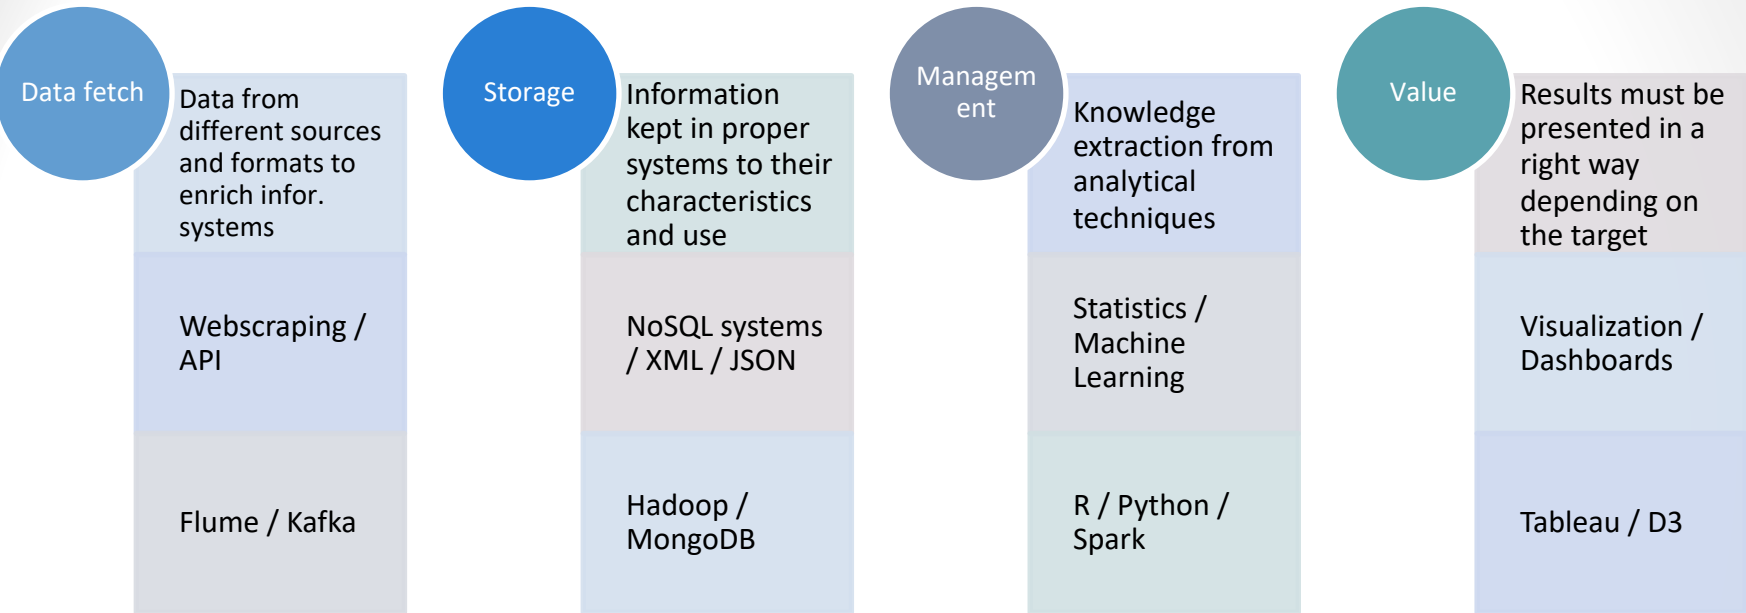 Data fetch
Data from
different sources
and formats to
enrich infor.
systems
Webscraping /
API
Flume / Kafka
Storage
Information
kept in proper
systems to their
characteristics
and use
NoSQL systems
/ XML / JSON
Hadoop /
MongoDB
Managem
ent
Knowledge
extraction from
analytical
techniques
Statistics /
Machine
Learning
R / Python /
Spark
Value
Results must be
presented in a
right way
depending on
the target
Visualization /
Dashboards
Tableau / D3